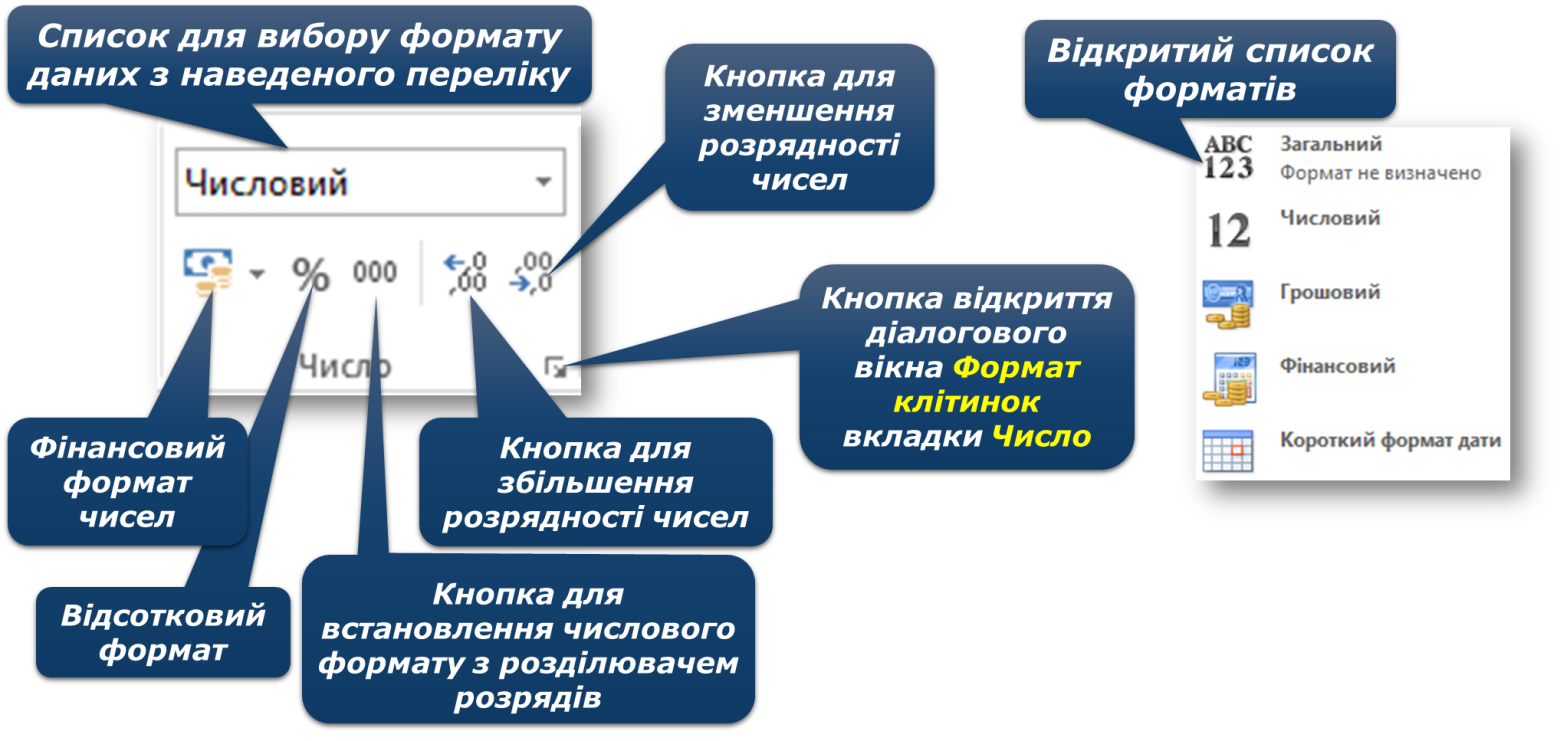 Список для вибору формату
даних з наведеного переліку
Кнопка для
зменшення
розрядності
чисел
Відкритий список
форматів
Числовий
% 000 ,0 ,00 ,00 ,0
Число
Кнопка відкриття
діалогового
вікна Формат
клітинок
вкладки Число
ABC
123
Загальний
Формат не визначено
12
Числовий
Грошовий
Фінансовий
Короткий формат дати
Фінансовий
формат
чисел
Кнопка для
збільшення
розрядності чисел
Відсотковий
формат
Кнопка для
встановлення числового
формату з розділювачем
розрядів